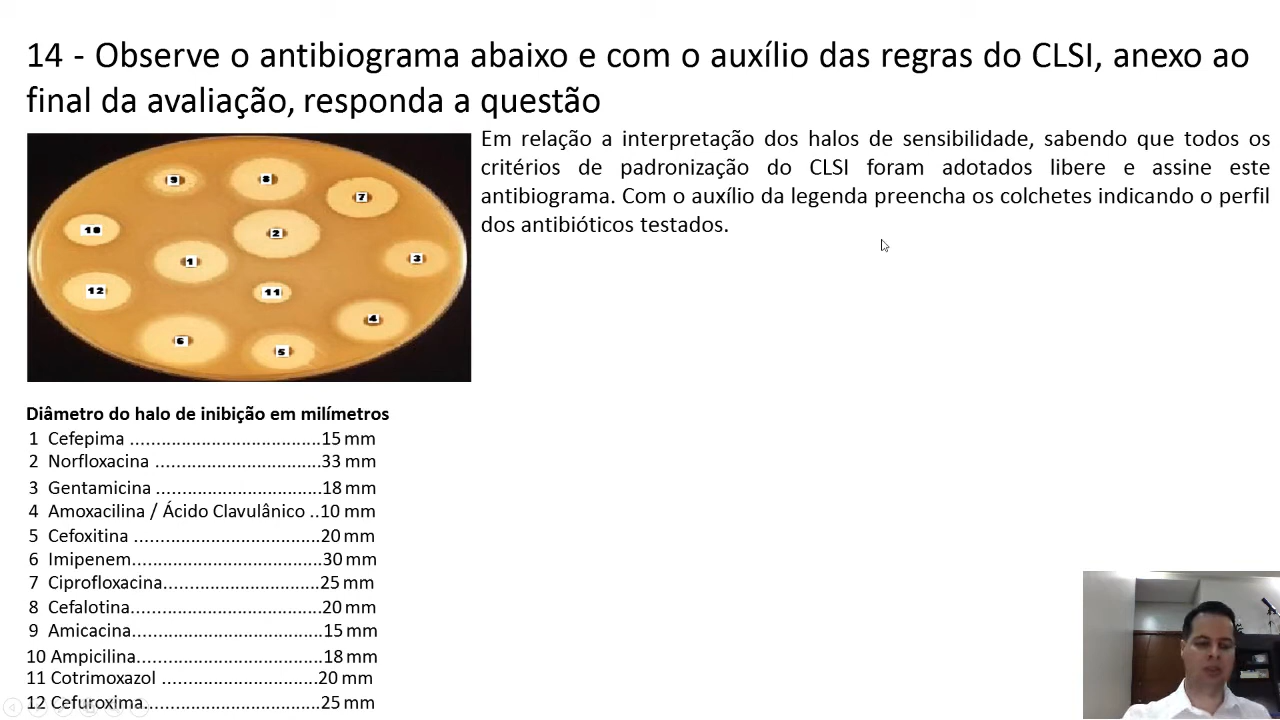 14 - Observe o antibiograma abaixo e com o auxílio das regras do CLSI, anexo ao
final da avaliação, responda a questão
Em relação a interpretação dos halos de sensibilidade, sabendo que todos os
critérios de padronização do CLSI foram adotados libere e assine este
antibiograma. Com o auxílio da legenda preencha os colchetes indicando o perfil
dos antibióticos testados.
9
8
7
10
2
1
3
12
11
4
6
5
Diâmetro do halo de inibição em milímetros
1 Cefepima .....................................15 mm
2 Norfloxacina ................................33 mm
3 Gentamicina ................................18 mm
4 Amoxacilina / Ácido Clavulânico ..10 mm
5 Cefoxitina ....................................20 mm
6 Imipenem.....................................30 mm
7 Ciprofloxacina..............................25 mm
8 Cefalotina.....................................20 mm
9 Amicacina.....................................15 mm
10 Ampicilina....................................18 mm
11 Cotrimoxazol ..............................20 mm
12 Cefuroxima..................................25 mm